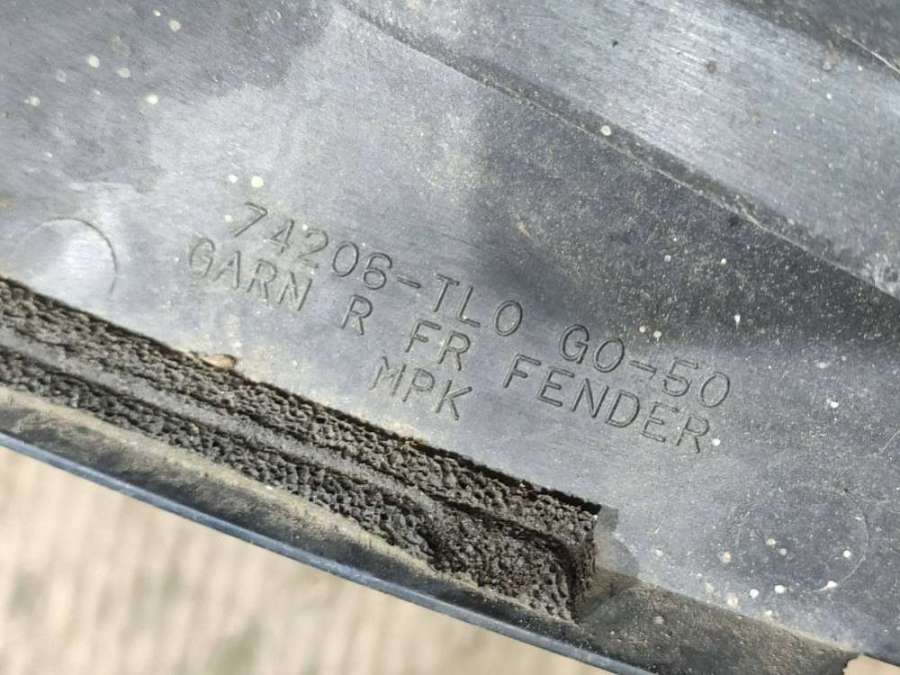 74206-TL0 G0-50
GARN R FR FENDER
MPK